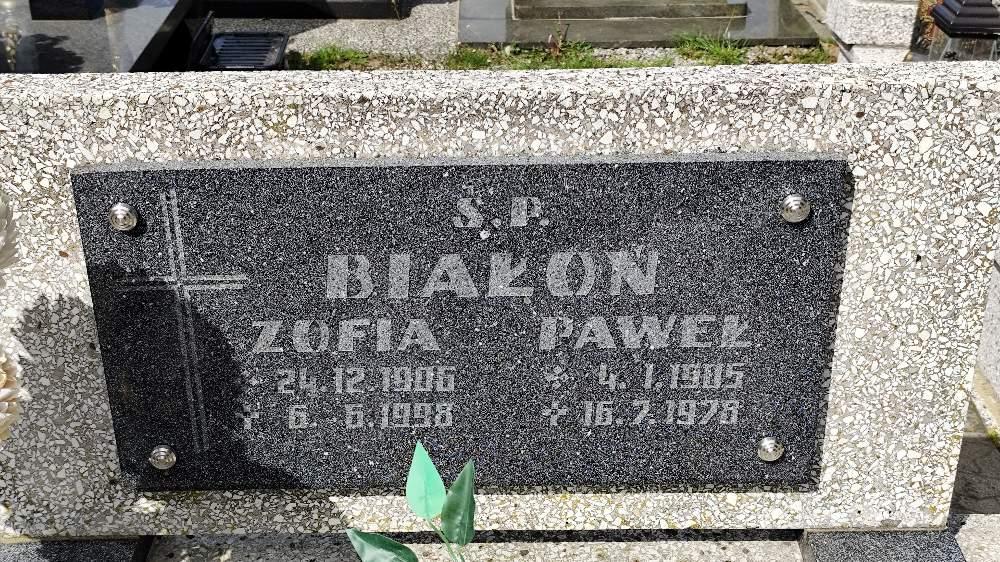 Ś.P.
BIAŁOŃ
ZOFIA PAWEŁ
* 24.12.1906 * 4.1.1905
✝ 6.6.1998 ✝ 16.7.1978